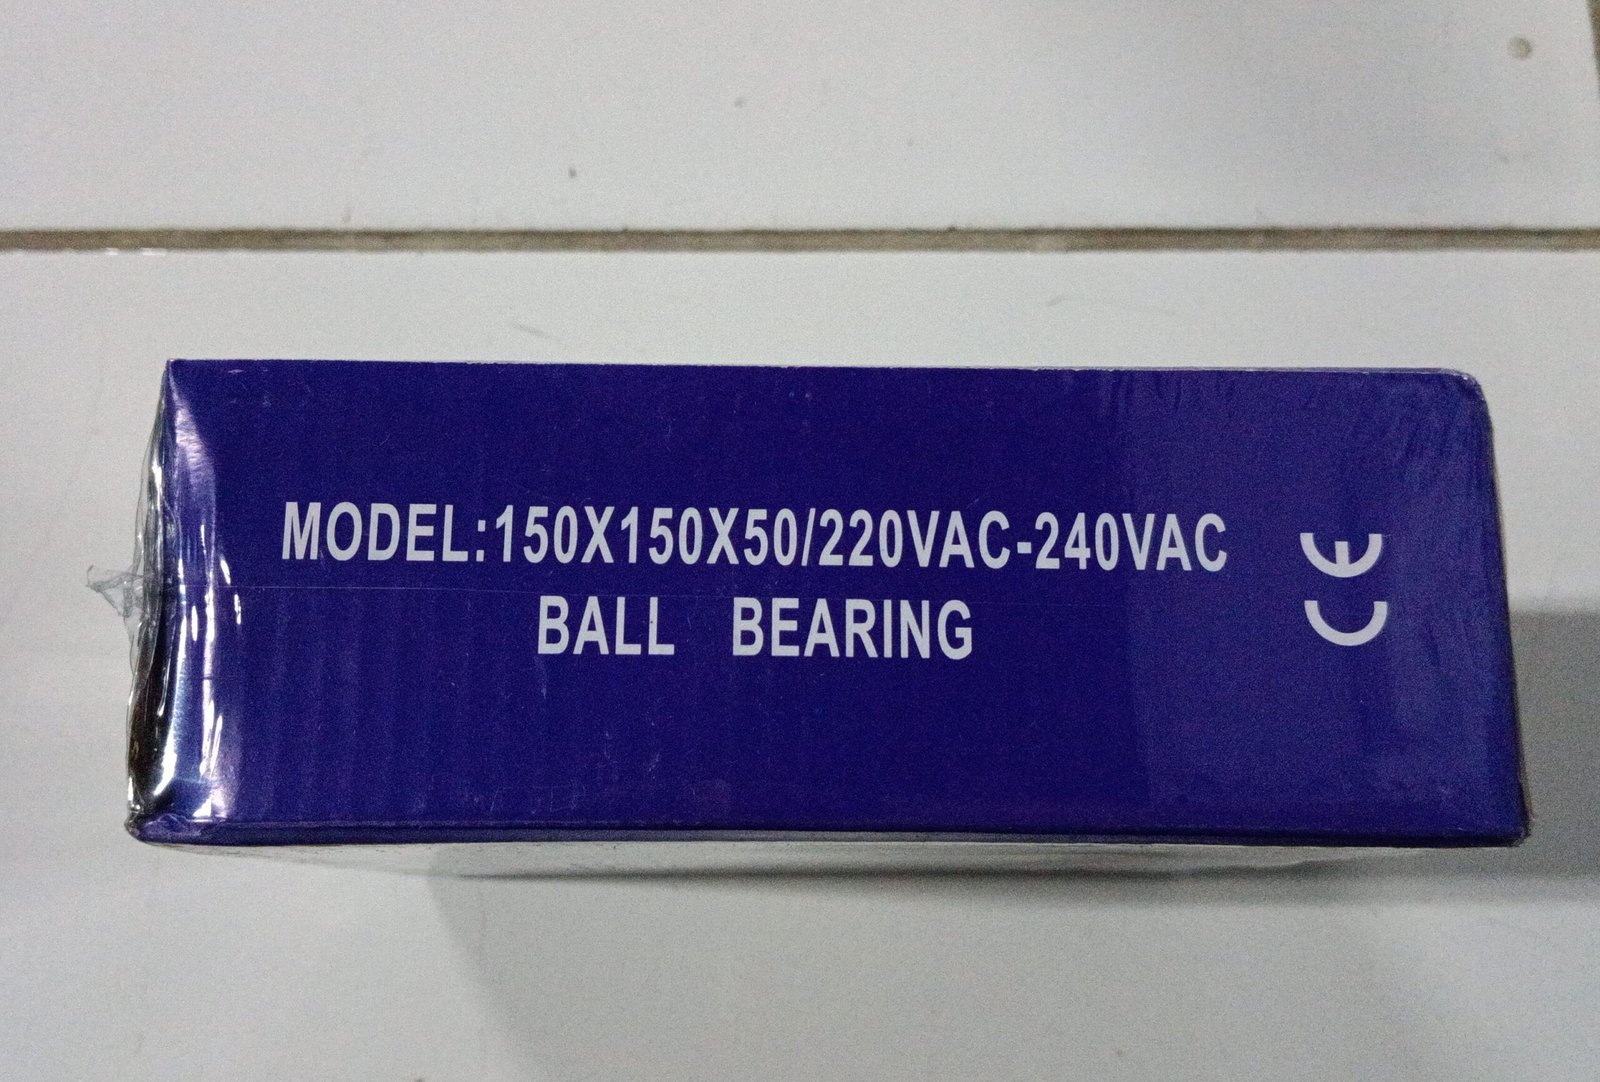 MODEL:150X150X50/220VAC-240VAC
BALL BEARING
CE